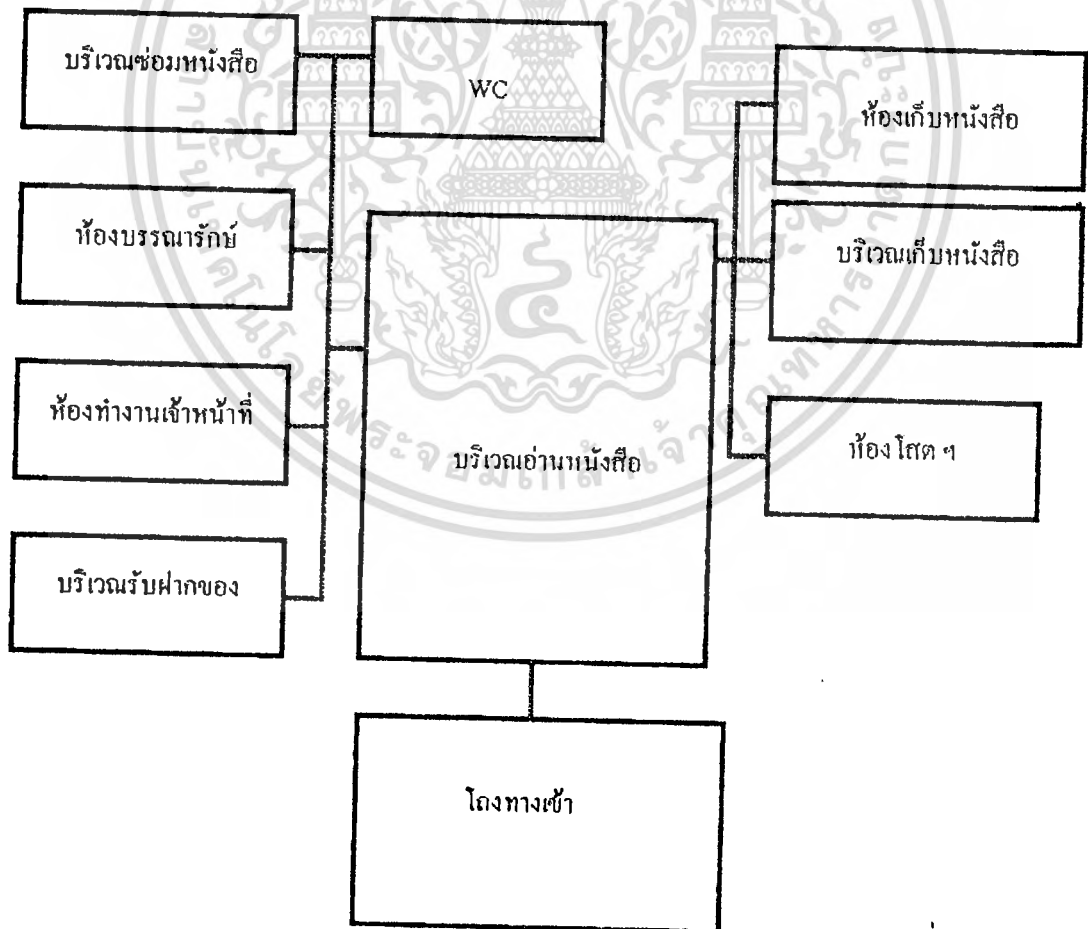 บริเวณซ่อมหนังสือ
WC
ห้องเก็บหนังสือ
ห้องบรรณารักษ์
บริเวณเก็บหนังสือ
ห้องทำงานเจ้าหน้าที่
บริเวณอ่านหนังสือ
ห้องโสต ฯ
บริเวณรับฝากของ
โถงทางเข้า